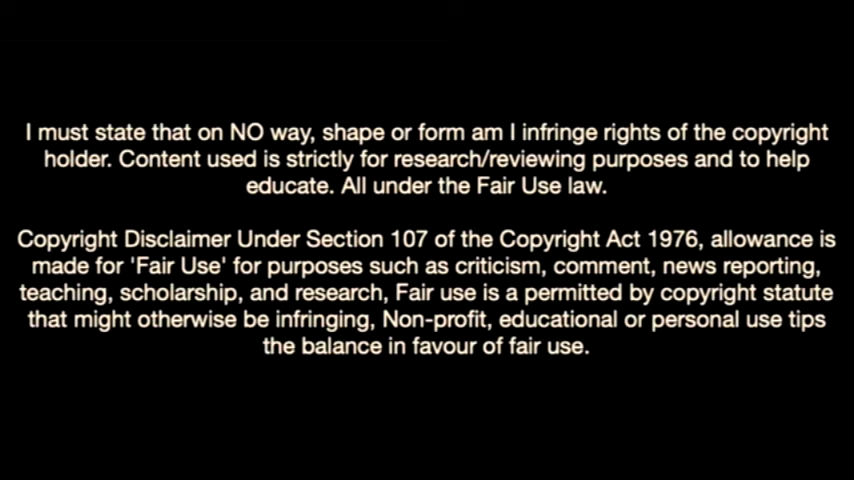 I must state that on NO way, shape or form am I infringe rights of the copyright
holder. Content used is strictly for research/reviewing purposes and to help
educate. All under the Fair Use law.
Copyright Disclaimer Under Section 107 of the Copyright Act 1976, allowance is
made for 'Fair Use' for purposes such as criticism, comment, news reporting,
teaching, scholarship, and research, Fair use is a permitted by copyright statute
that might otherwise be infringing, Non-profit, educational or personal use tips
the balance in favour of fair use.